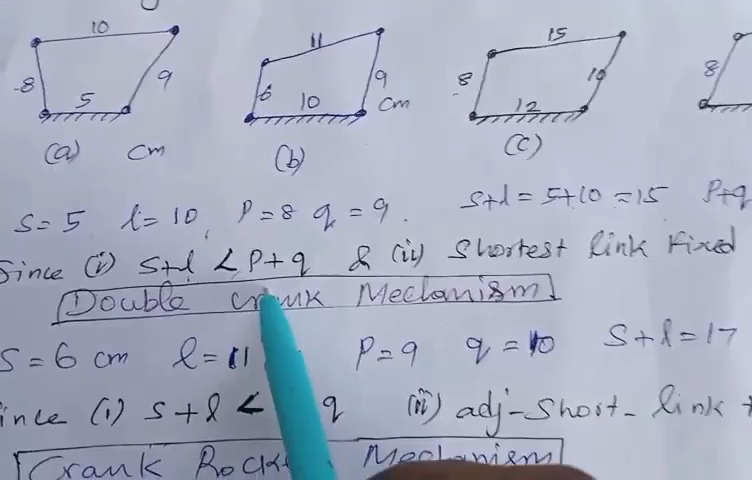 10 11 15
8 9 6 9 8 10 8
5 10 cm 12
(a) cm (b) (c)
S=5 l=10, P=8 q=9. S+l=5+10=15 P+q
Since (i) S+l <P+q & (ii) Shortest link fixed
Double crank Mechanism
S=6 cm l=11 P=9 q=10 S+l=17
ince (i) S+l < q (ii) adj-Short-link
Crank Rock Mechanism